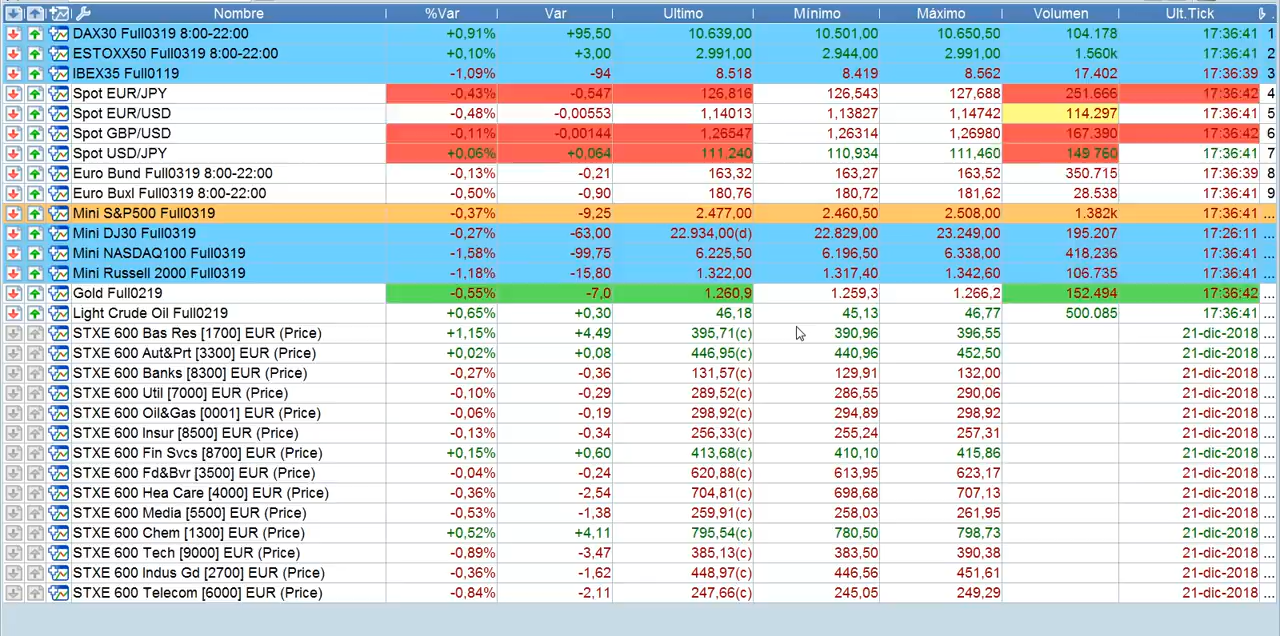 Nombre %Var Var Ultimo Mínimo Máximo Volumen Ult.Tick
DAX30 Full0319 8:00-22:00 +0,91% +95,50 10.639,00 10.501,00 10.650,50 104.178 17:36:41 1
ESTOXX50 Full0319 8:00-22:00 +0,10% +3,00 2.991,00 2.944,00 2.991,00 1.560k 17:36:41 2
IBEX35 Full0119 -1,09% -94 8.518 8.419 8.562 17.402 17:36:39 3
Spot EUR/JPY -0,43% -0,547 126,816 126,543 127,688 251.666 17:36:42 4
Spot EUR/USD -0,48% -0,00553 1,14013 1,13827 1,14742 114.297 17:36:41 5
Spot GBP/USD -0,11% -0,00144 1,26547 1,26314 1,26980 167.390 17:36:42 6
Spot USD/JPY +0,06% +0,064 111,240 110,934 111,460 149 760 17:36:41 7
Euro Bund Full0319 8:00-22:00 -0,13% -0,21 163,32 163,27 163,52 350.715 17:36:39 8
Euro Buxl Full0319 8:00-22:00 -0,50% -0,90 180,76 180,72 181,62 28.538 17:36:41 9
Mini S&P500 Full0319 -0,37% -9,25 2.477,00 2.460,50 2.508,00 1.382k 17:36:41 ...
Mini DJ30 Full0319 -0,27% -63,00 22.934,00(d) 22.829,00 23.249,00 195.207 17:26:11 ...
Mini NASDAQ100 Full0319 -1,58% -99,75 6.225,50 6.196,50 6.338,00 418,236 17:36:41 ...
Mini Russell 2000 Full0319 -1,18% -15,80 1.322,00 1.317,40 1.342,60 106.735 17:36:41 ...
Gold Full0219 -0,55% -7,0 1.260,9 1.259,3 1.266,2 152.494 17:36:42 ...
Light Crude Oil Full0219 +0,65% +0,30 46,18 45,13 46,77 500.085 17:36:41 ...
STXE 600 Bas Res [1700] EUR (Price) +1,15% +4,49 395,71(c) 390,96 396,55 21-dic-2018 ...
STXE 600 Aut&Prt [3300] EUR (Price) +0,02% +0,08 446,95(c) 440,96 452,50 21-dic-2018 ...
STXE 600 Banks [8300] EUR (Price) -0,27% -0,36 131,57(c) 129,91 132,00 21-dic-2018 ...
STXE 600 Util [7000] EUR (Price) -0,10% -0,29 289,52(c) 286,55 290,06 21-dic-2018 ...
STXE 600 Oil&Gas [0001] EUR (Price) -0,06% -0,19 298,92(c) 294,89 298,92 21-dic-2018 ...
STXE 600 Insur [8500] EUR (Price) -0,13% -0,34 256,33(c) 255,24 257,31 21-dic-2018 ...
STXE 600 Fin Svcs [8700] EUR (Price) +0,15% +0,60 413,68(c) 410,10 415,86 21-dic-2018 ...
STXE 600 Fd&Bvr [3500] EUR (Price) -0,04% -0,24 620,88(c) 613,95 623,17 21-dic-2018 ...
STXE 600 Hea Care [4000] EUR (Price) -0,36% -2,54 704,81(c) 698,68 707,13 21-dic-2018 ...
STXE 600 Media [5500] EUR (Price) -0,53% -1,38 259,91(c) 258,03 261,95 21-dic-2018 ...
STXE 600 Chem [1300] EUR (Price) +0,52% +4,11 795,54(c) 780,50 798,73 21-dic-2018 ...
STXE 600 Tech [9000] EUR (Price) -0,89% -3,47 385,13(c) 383,50 390,38 21-dic-2018 ...
STXE 600 Indus Gd [2700] EUR (Price) -0,36% -1,62 448,97(c) 446,56 451,61 21-dic-2018 ...
STXE 600 Telecom [6000] EUR (Price) -0,84% -2,11 247,66(c) 245,05 249,29 21-dic-2018 ...